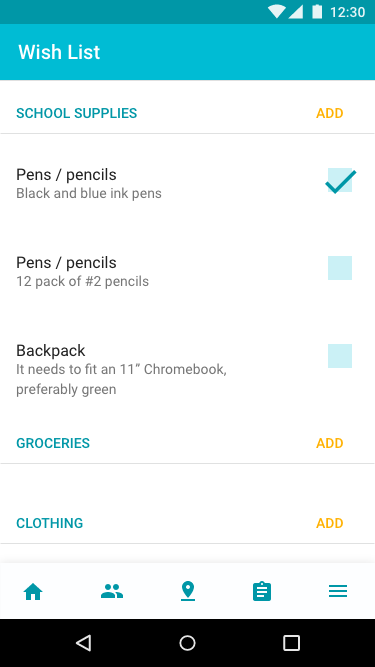 12:30
Wish List
SCHOOL SUPPLIES ADD
Pens / pencils
Black and blue ink pens
Pens / pencils
12 pack of #2 pencils
Backpack
It needs to fit an 11” Chromebook,
preferably green
GROCERIES ADD
CLOTHING ADD